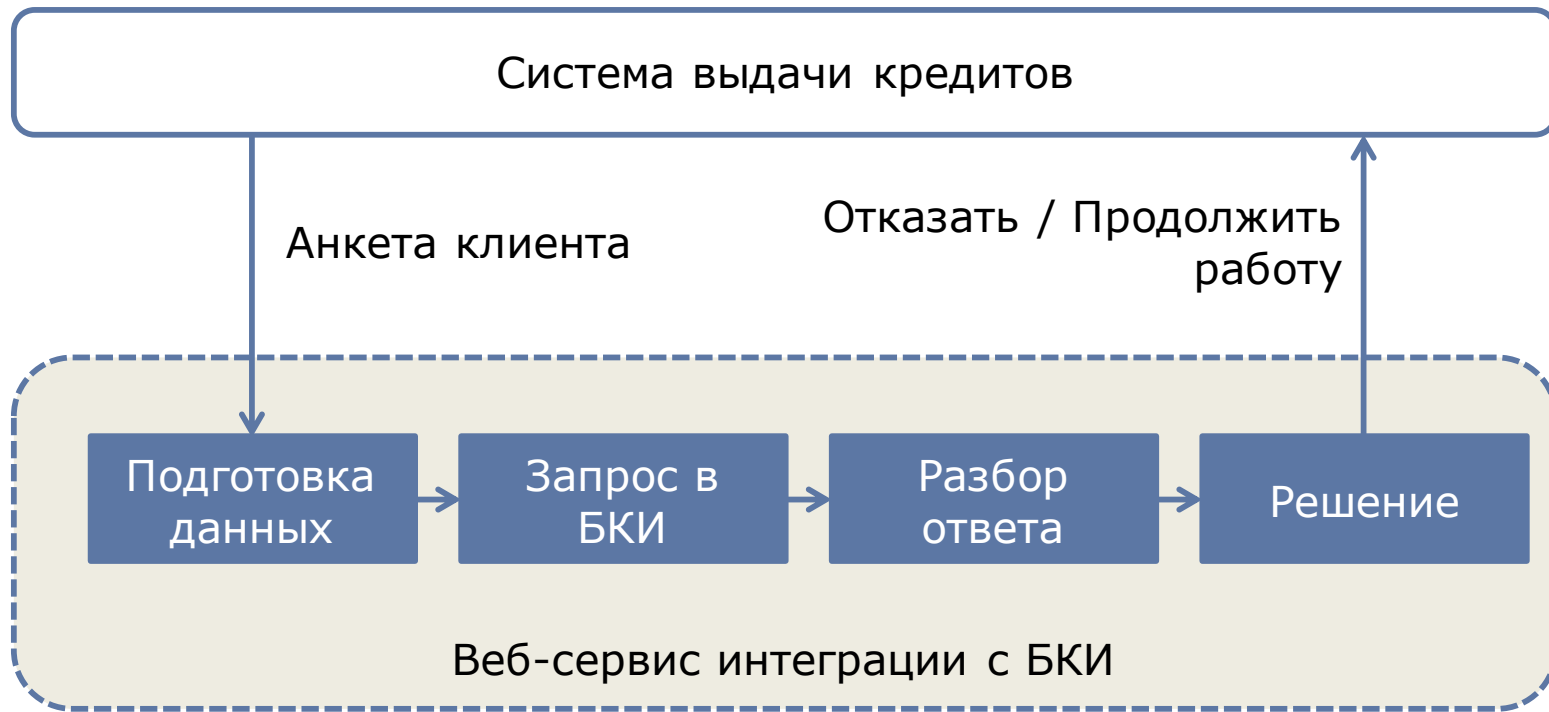 Система выдачи кредитов
Анкета клиента
Отказать / Продолжить
работу
Подготовка
данных
Запрос в
БКИ
Разбор
ответа
Решение
Веб-сервис интеграции с БКИ